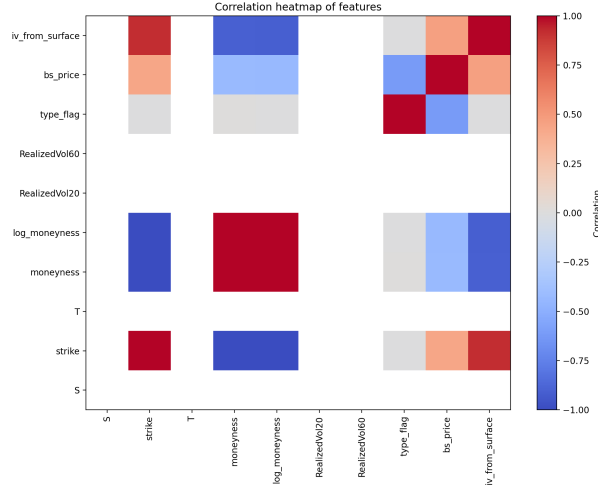 Correlation heatmap of features
iv_from_surface
bs_price
type_flag
RealizedVol60
RealizedVol20
log_moneyness
moneyness
T
strike
S
S
strike
T
moneyness
log_moneyness
RealizedVol20
RealizedVol60
type_flag
bs_price
iv_from_surface
1.00
0.75
0.50
0.25
0.00
−0.25
−0.50
−0.75
−1.00
Correlation